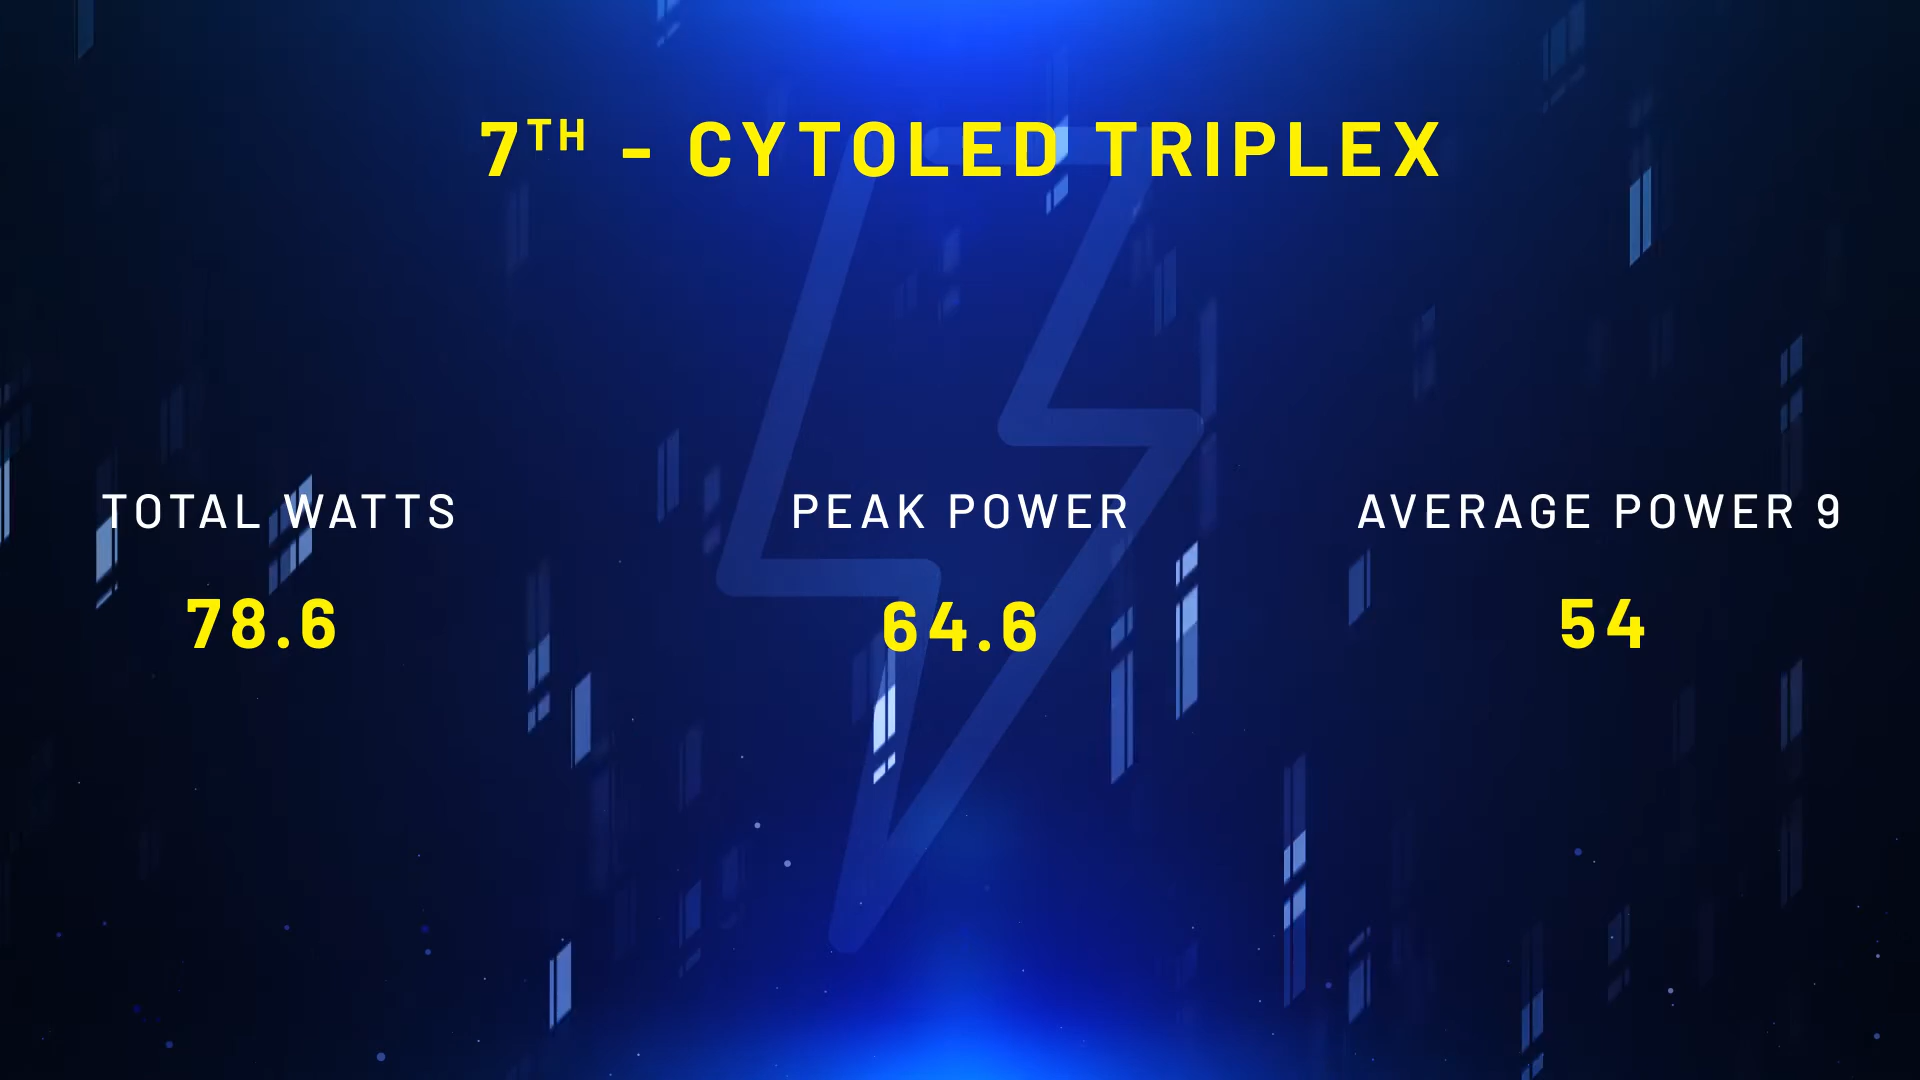 7TH - CYTOLED TRIPLEX
TOTAL WATTS
78.6
PEAK POWER
64.6
AVERAGE POWER 9
54